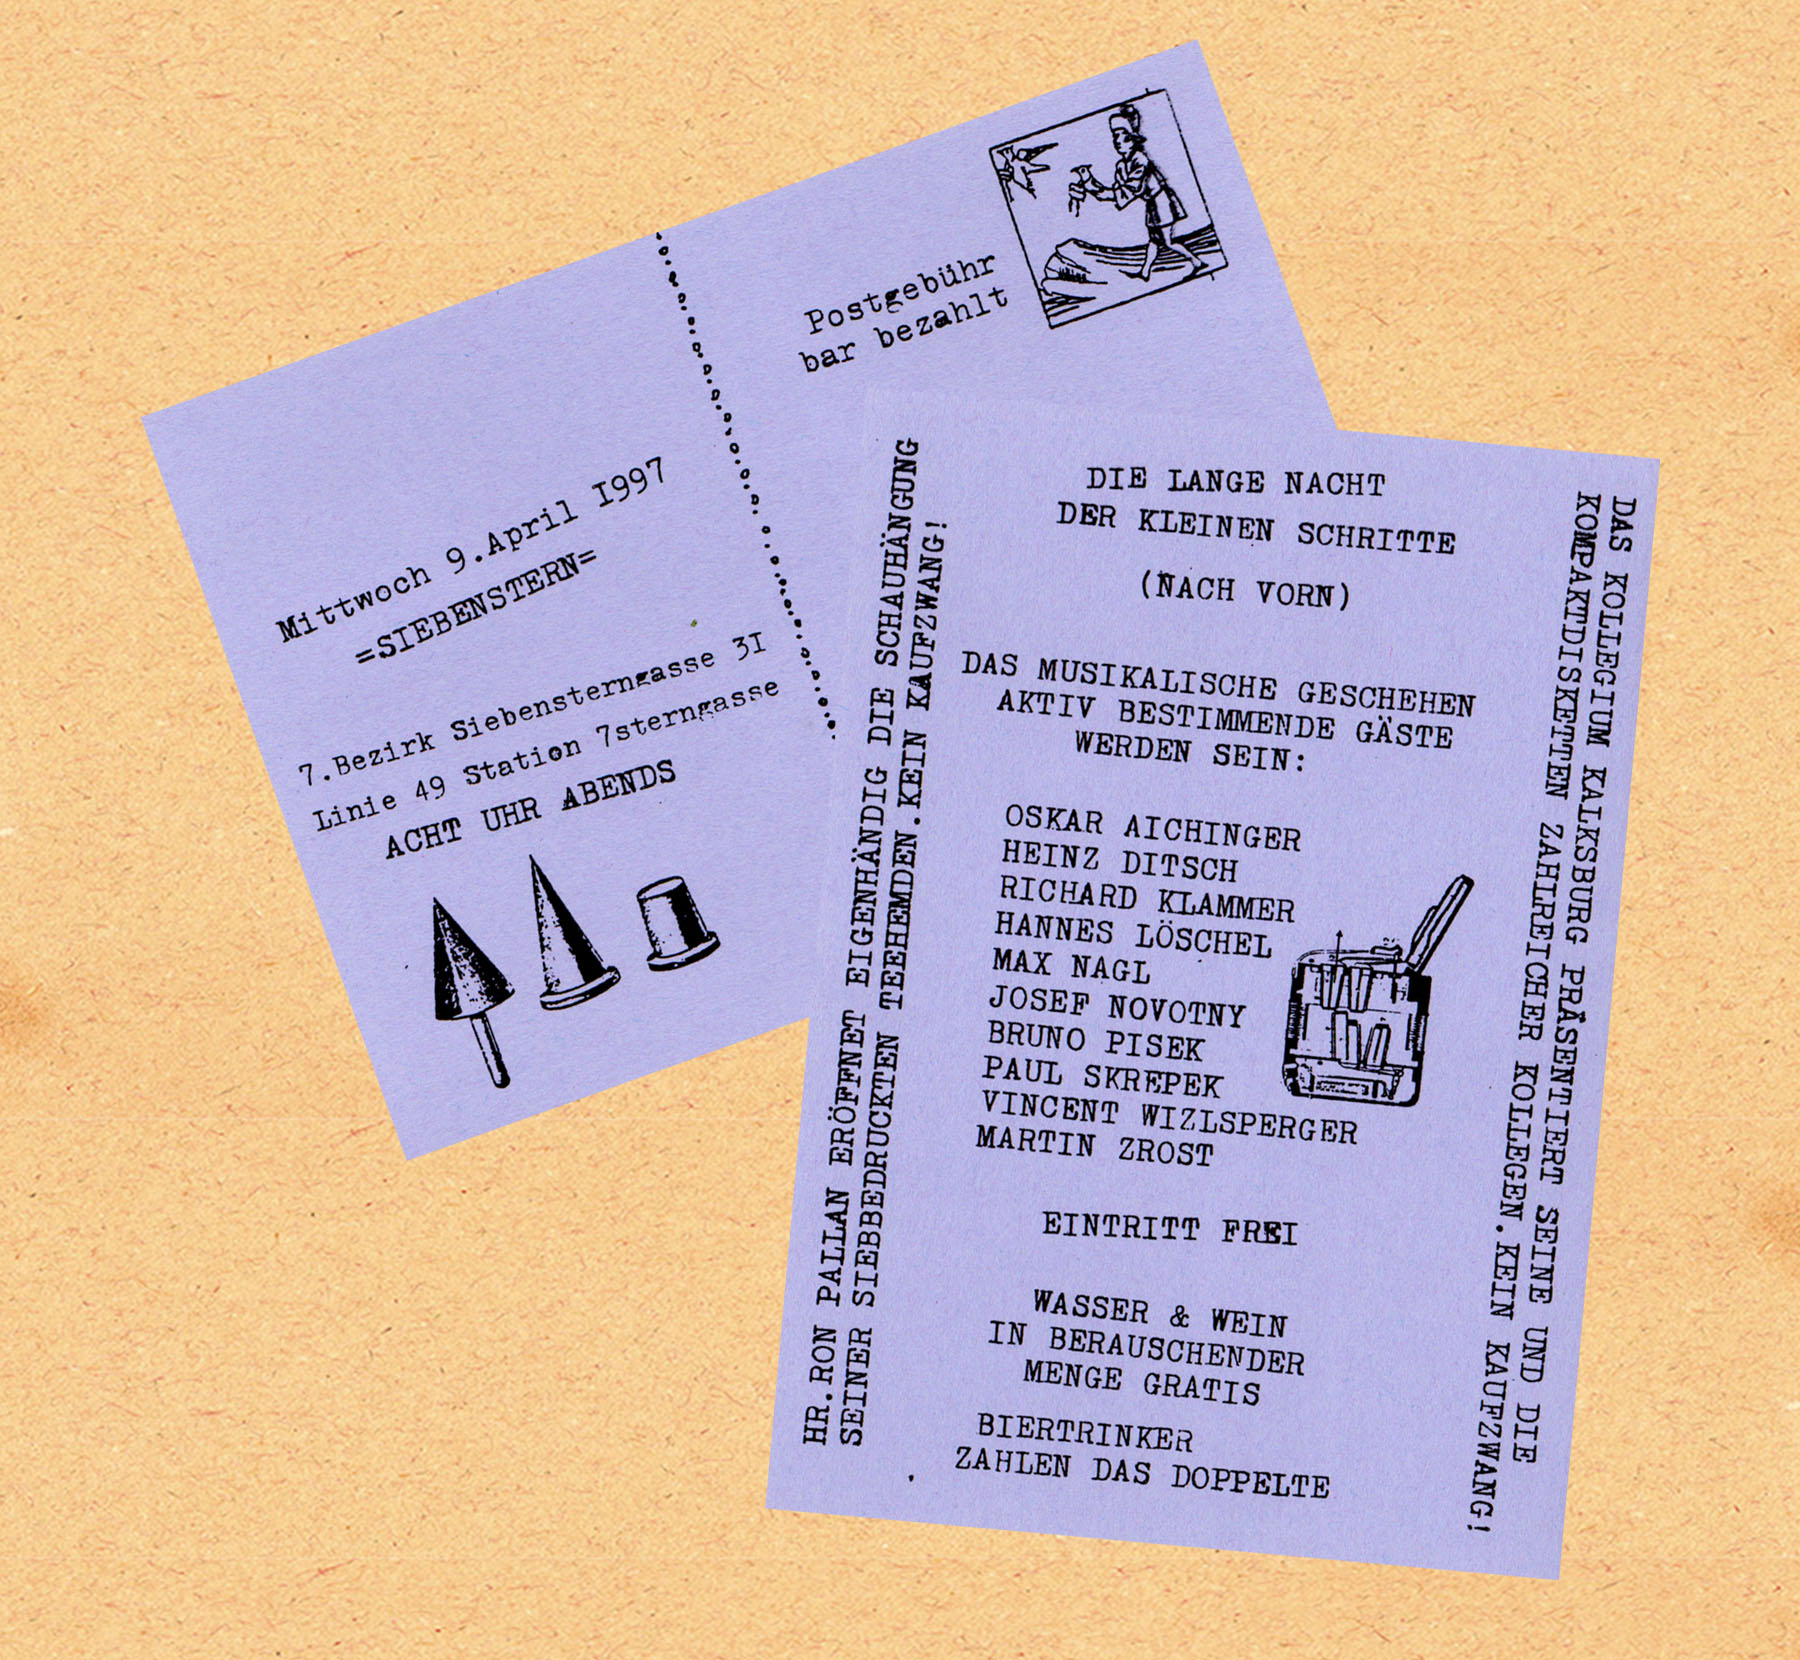 Postgebühr
bar bezahlt
Mittwoch 9.April I997
=SIEBENSTERN=
7.Bezirk Siebensterngasse 3I
Linie 49 Station 7sterngasse
ACHT UHR ABENDS
HR.RON PALLAN ERÖFFNET EIGENHÄNDIG DIE SCHAUHÄNGUNG
SEINER SIEBBEDRUCKTEN TEEHEMDEN.KEIN KAUFZWANG!
DIE LANGE NACHT
DER KLEINEN SCHRITTE
(NACH VORN)
DAS MUSIKALISCHE GESCHEHEN
AKTIV BESTIMMENDE GÄSTE
WERDEN SEIN:
OSKAR AICHINGER
HEINZ DITSCH
RICHARD KLAMMER
HANNES LÖSCHEL
MAX NAGL
JOSEF NOVOTNY
BRUNO PISEK
PAUL SKREPEK
VINCENT WIZLSPERGER
MARTIN ZROST
EINTRITT FREI
WASSER & WEIN
IN BERAUSCHENDER
MENGE GRATIS
BIERTRINKER
ZAHLEN DAS DOPPELTE
DAS KOLLEGIUM KALKSBURG PRÄSENTIERT SEINE UND DIE
KOMPAKTDISKETTEN ZAHLREICHER KOLLEGEN.KEIN KAUFZWANG!